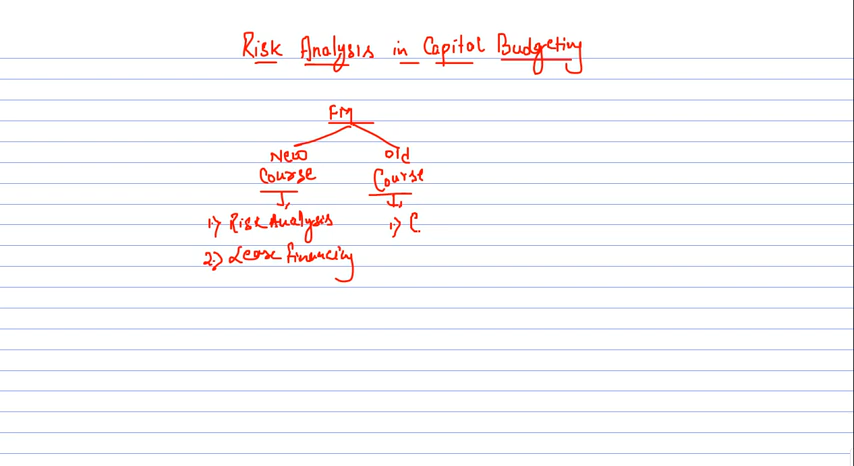 Risk Analysis in Capital Budgeting
FM
New Old
Course Course
1:) Risk Analysis 1:) C
2:) Lease financing